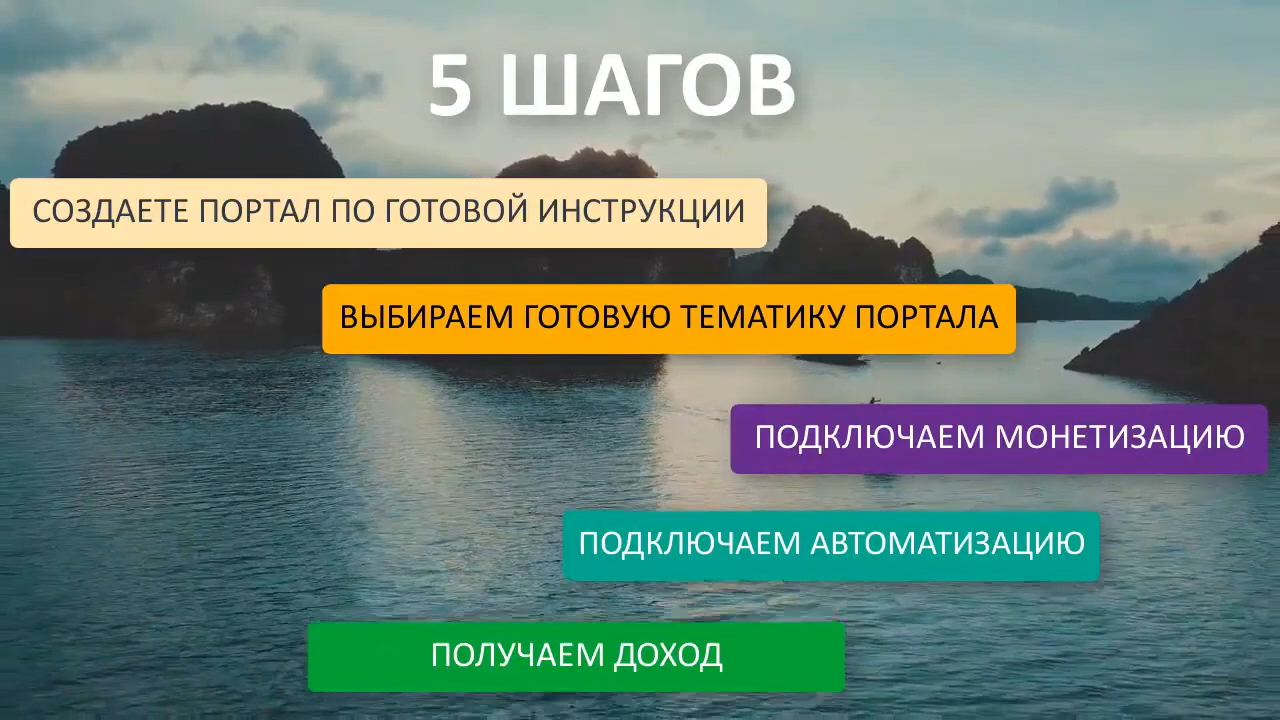 5 ШАГОВ
СОЗДАЕТЕ ПОРТАЛ ПО ГОТОВОЙ ИНСТРУКЦИИ
ВЫБИРАЕМ ГОТОВУЮ ТЕМАТИКУ ПОРТАЛА
ПОДКЛЮЧАЕМ МОНЕТИЗАЦИЮ
ПОДКЛЮЧАЕМ АВТОМАТИЗАЦИЮ
ПОЛУЧАЕМ ДОХОД